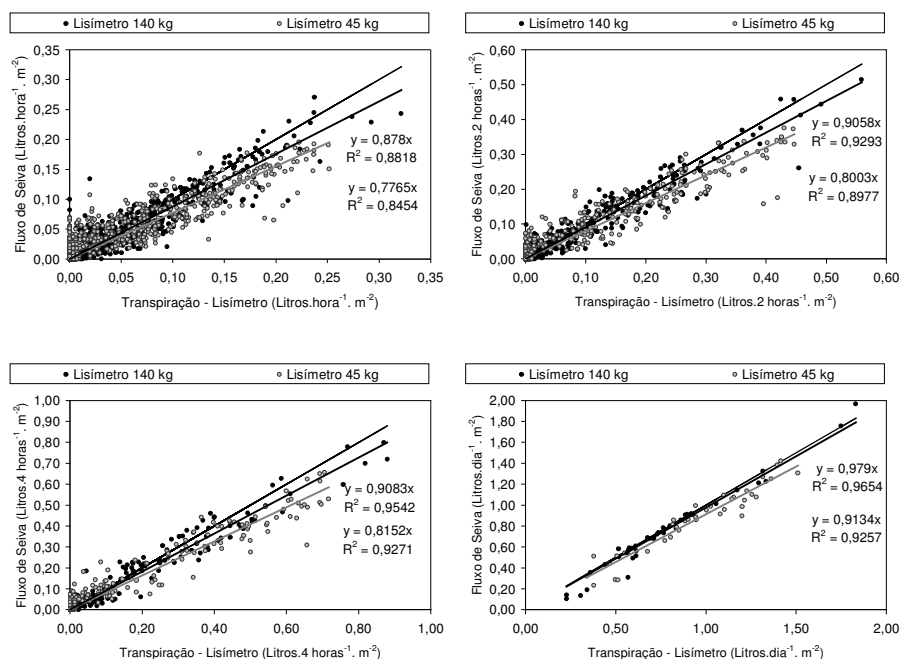 Lisímetro 140 kg Lisímetro 45 kg
Fluxo de Seiva (Litros.hora⁻¹. m⁻²)
0,35
0,30
0,25
0,20
0,15
0,10
0,05
0,00
y = 0,878x
R² = 0,8818
y = 0,7765x
R² = 0,8454
0,00 0,05 0,10 0,15 0,20 0,25 0,30 0,35
Transpiração - Lisímetro (Litros.hora⁻¹. m⁻²)
Lisímetro 140 kg Lisímetro 45 kg
Fluxo de Seiva (Litros.2 horas⁻¹. m⁻²)
0,60
0,50
0,40
0,30
0,20
0,10
0,00
y = 0,9058x
R² = 0,9293
y = 0,8003x
R² = 0,8977
0,00 0,10 0,20 0,30 0,40 0,50 0,60
Transpiração - Lisímetro (Litros.2 horas⁻¹. m⁻²)
Lisímetro 140 kg Lisímetro 45 kg
Fluxo de Seiva (Litros.4 horas⁻¹. m⁻²)
1,00
0,90
0,80
0,70
0,60
0,50
0,40
0,30
0,20
0,10
0,00
y = 0,9083x
R² = 0,9542
y = 0,8152x
R² = 0,9271
0,00 0,20 0,40 0,60 0,80 1,00
Transpiração - Lisímetro (Litros.4 horas⁻¹. m⁻²)
Lisímetro 140 kg Lisímetro 45 kg
Fluxo de Seiva (Litros.dia⁻¹. m⁻²)
2,00
1,80
1,60
1,40
1,20
1,00
0,80
0,60
0,40
0,20
0,00
y = 0,979x
R² = 0,9654
y = 0,9134x
R² = 0,9257
0,00 0,50 1,00 1,50 2,00
Transpiração - Lisímetro (Litros.dia⁻¹. m⁻²)